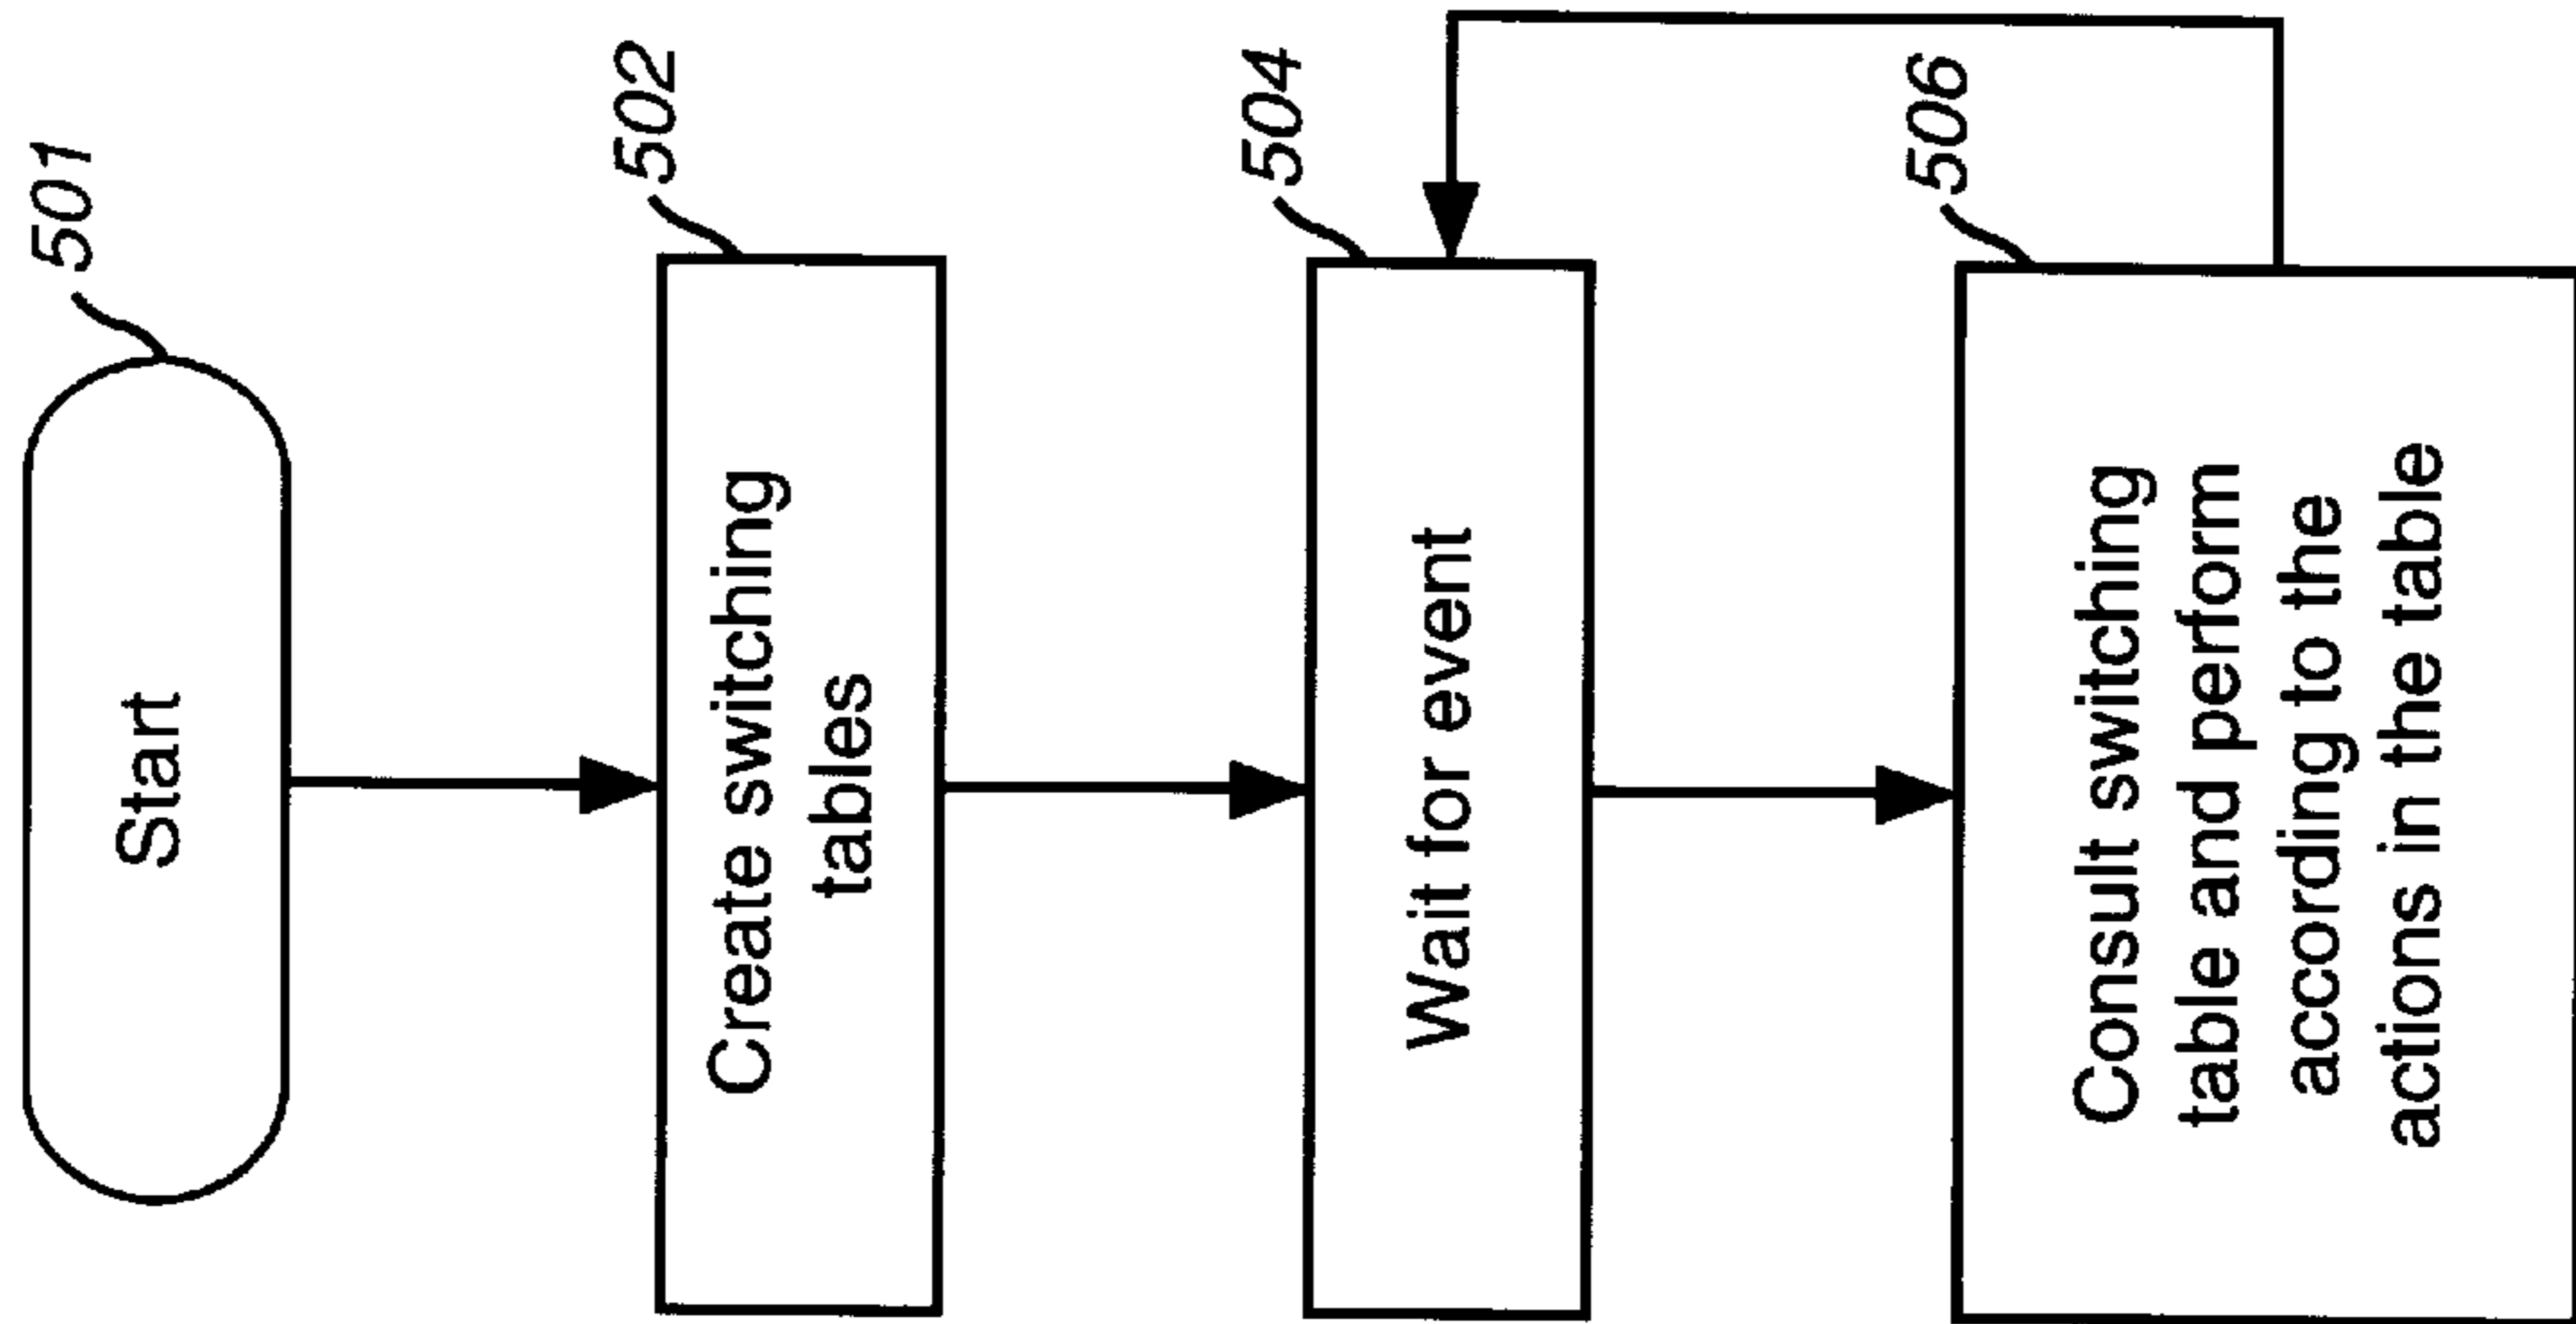 501
Start
502
Create switching
tables
504
Wait for event
506
Consult switching
table and perform
according to the
actions in the table